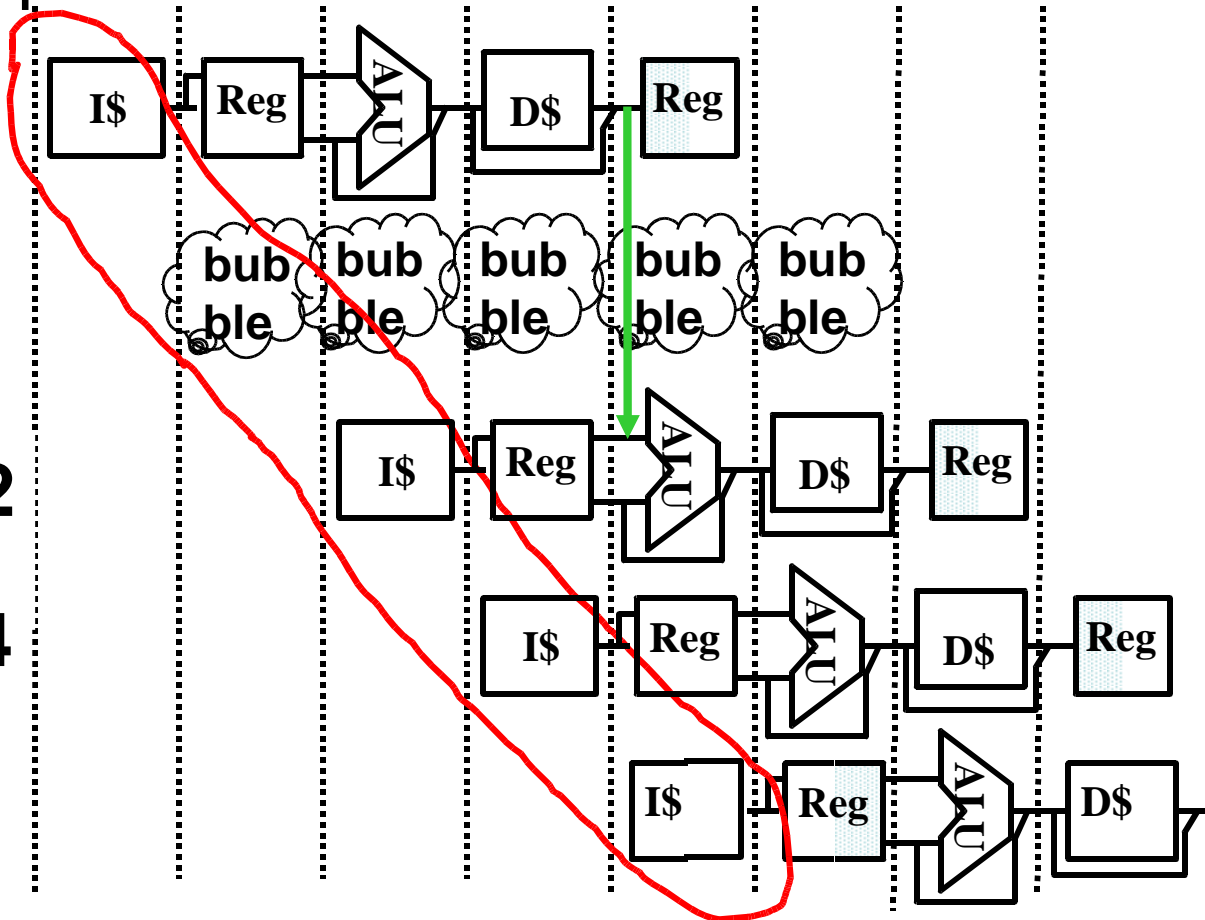 I$ Reg ALU D$ Reg
bub bub bub bub bub
ble ble ble ble ble
2 I$ Reg ALU D$ Reg
4 I$ Reg ALU D$ Reg
I$ Reg ALU D$